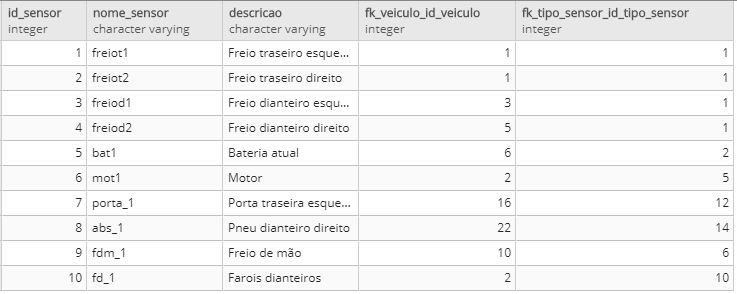 id_sensor nome_sensor descricao fk_veiculo_id_veiculo fk_tipo_sensor_id_tipo_sensor
integer character varying character varying integer integer
1 freiot1 Freio traseiro esque... 1 1
2 freiot2 Freio traseiro direito 1 1
3 freiod1 Freio dianteiro esqu... 3 1
4 freiod2 Freio dianteiro direito 5 1
5 bat1 Bateria atual 6 2
6 mot1 Motor 2 5
7 porta_1 Porta traseira esque... 16 12
8 abs_1 Pneu dianteiro direito 22 14
9 fdm_1 Freio de mão 10 6
10 fd_1 Farois dianteiros 2 10